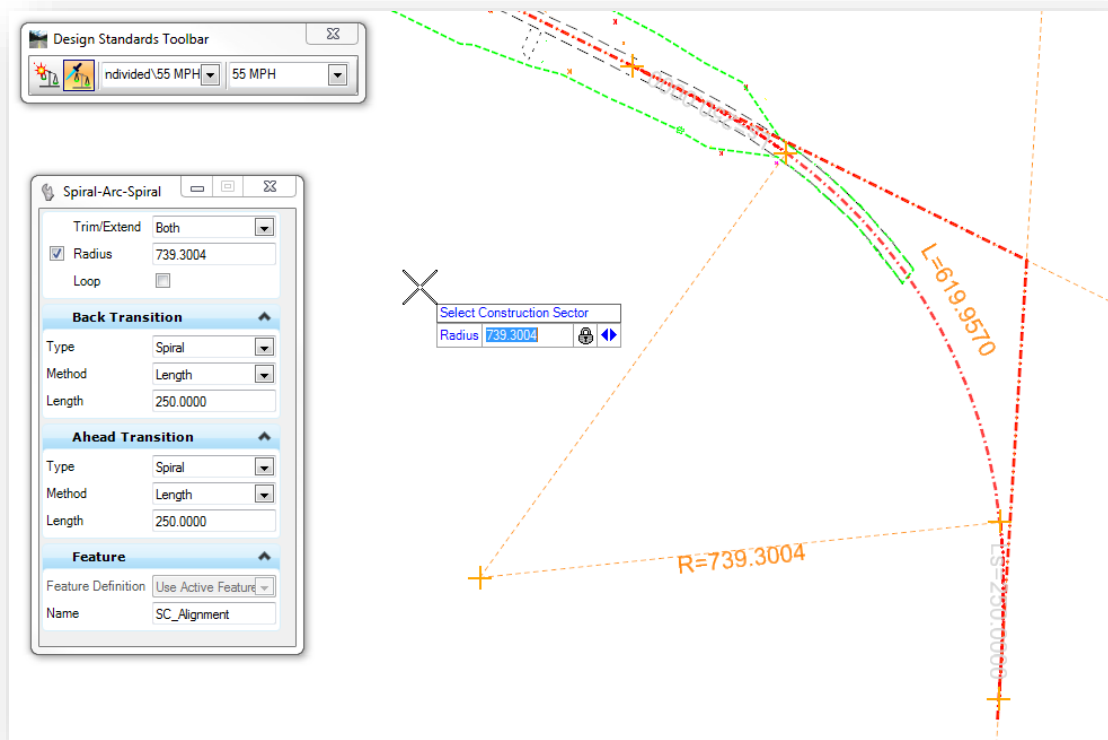 Design Standards Toolbar
ndivided\55 MPH 55 MPH
Spiral-Arc-Spiral
Trim/Extend Both
Radius 739.3004
Loop
Back Transition
Type Spiral
Method Length
Length 250.0000
Ahead Transition
Type Spiral
Method Length
Length 250.0000
Feature
Feature Definition Use Active Feature
Name SC_Alignment
Select Construction Sector
Radius 739.3004
L=619.9570
R=739.3004
LS=250.0000